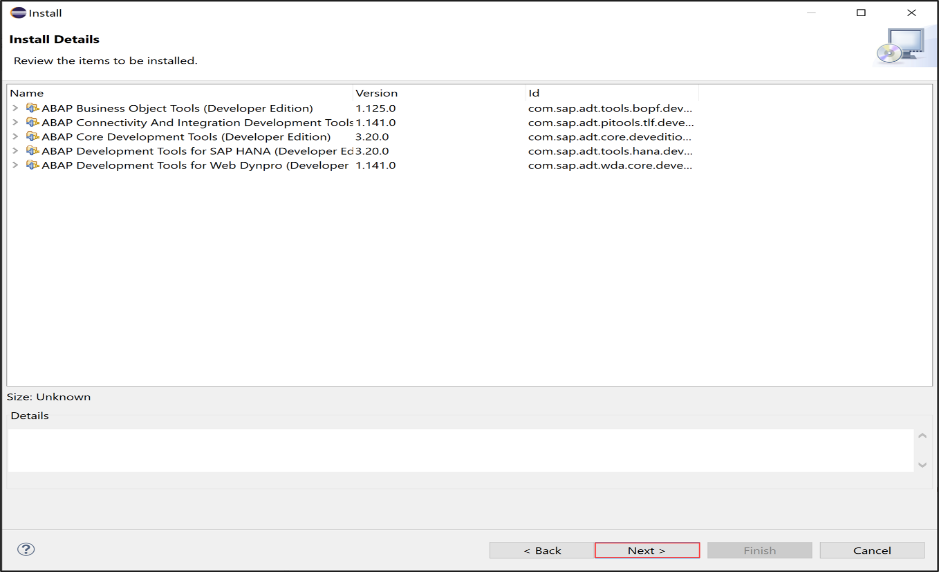 Install
Install Details
Review the items to be installed.
Name Version Id
ABAP Business Object Tools (Developer Edition) 1.125.0 com.sap.adt.tools.bopf.dev...
ABAP Connectivity And Integration Development Tools 1.141.0 com.sap.adt.pitools.tlf.deve...
ABAP Core Development Tools (Developer Edition) 3.20.0 com.sap.adt.core.deveditio...
ABAP Development Tools for SAP HANA (Developer Ed 3.20.0 com.sap.adt.tools.hana.dev...
ABAP Development Tools for Web Dynpro (Developer 1.141.0 com.sap.adt.wda.core.deve...
Size: Unknown
Details
? < Back Next > Finish Cancel